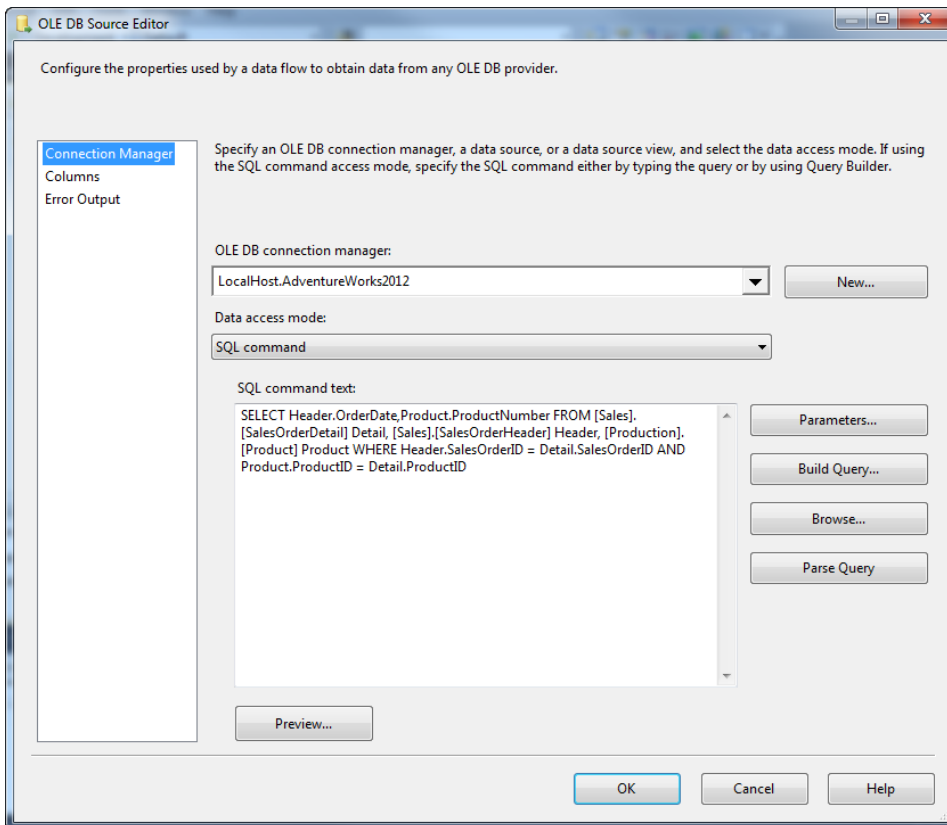 OLE DB Source Editor
Configure the properties used by a data flow to obtain data from any OLE DB provider.
Connection Manager
Columns
Error Output
Specify an OLE DB connection manager, a data source, or a data source view, and select the data access mode. If using
the SQL command access mode, specify the SQL command either by typing the query or by using Query Builder.
OLE DB connection manager:
LocalHost.AdventureWorks2012
New...
Data access mode:
SQL command
SQL command text:
SELECT Header.OrderDate,Product.ProductNumber FROM [Sales].
[SalesOrderDetail] Detail, [Sales].[SalesOrderHeader] Header, [Production].
[Product] Product WHERE Header.SalesOrderID = Detail.SalesOrderID AND
Product.ProductID = Detail.ProductID
Parameters...
Build Query...
Browse...
Parse Query
Preview...
OK
Cancel
Help